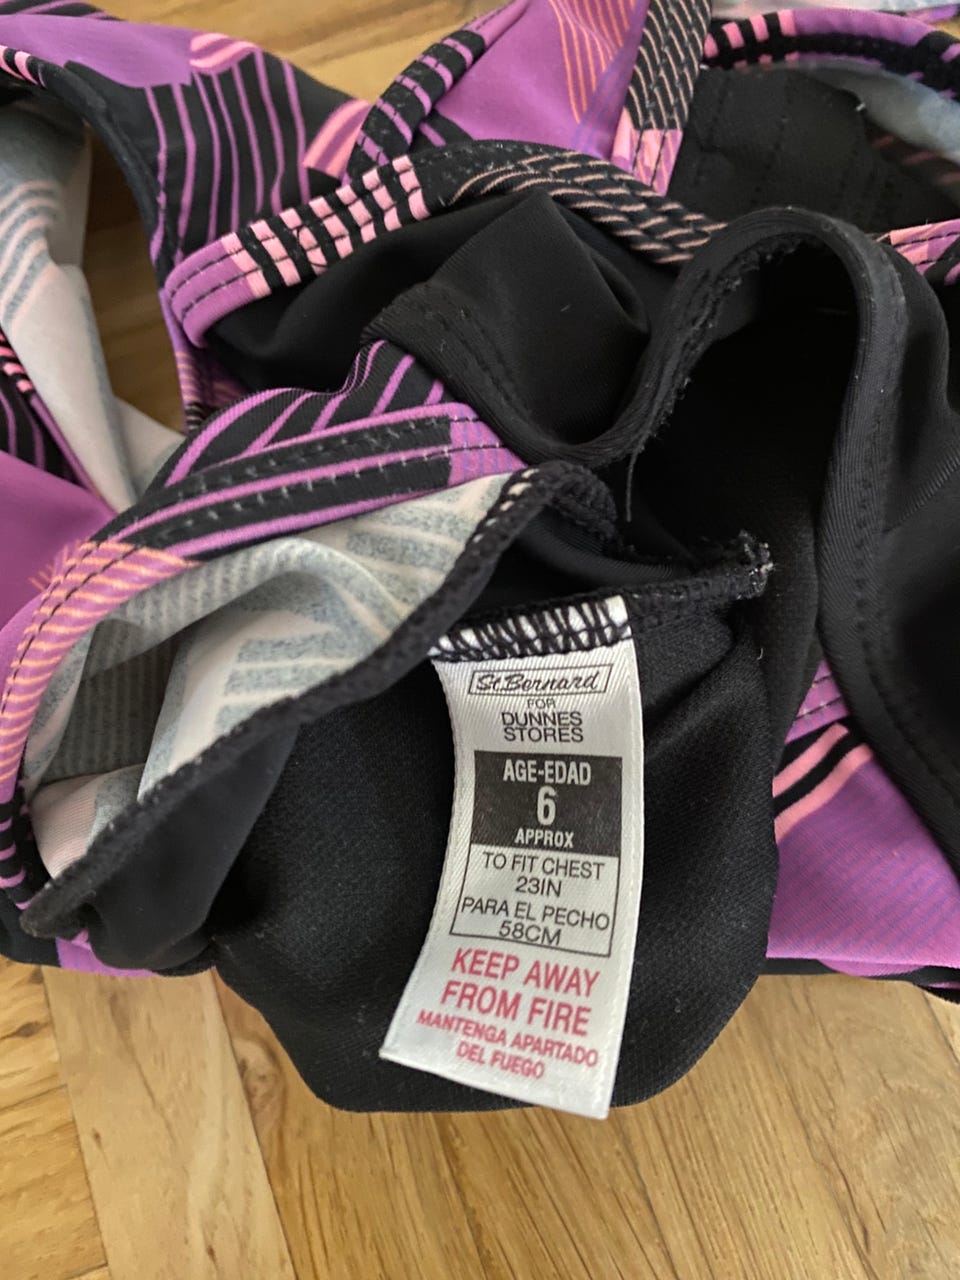 St. Bernard
FOR
DUNNES
STORES
AGE-EDAD
6
APPROX
TO FIT CHEST
23IN
PARA EL PECHO
58CM
KEEP AWAY
FROM FIRE
MANTENGA APARTADO
DEL FUEGO